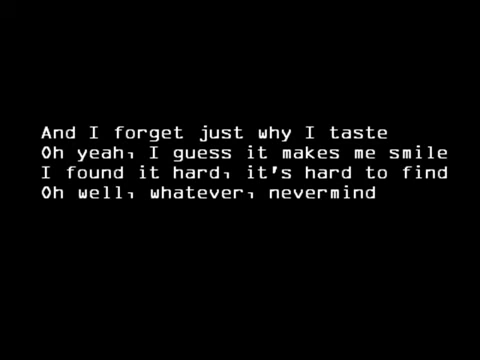 And I forget just why I taste
Oh yeah, I guess it makes me smile
I found it hard, it's hard to find
Oh well, whatever, nevermind